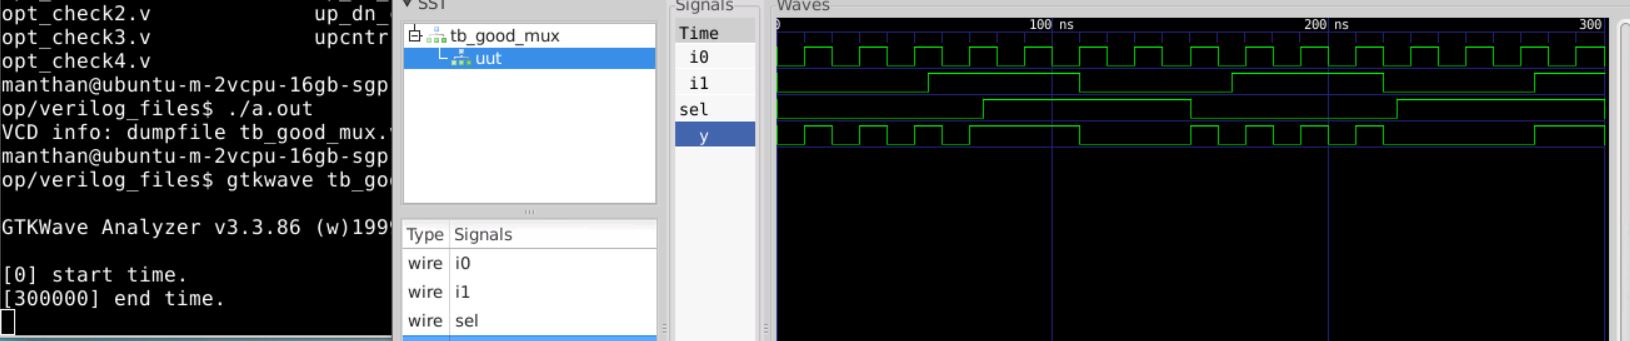 opt_check2.v up_dn
opt_check3.v upcntr
opt_check4.v
manthan@ubuntu-m-2vcpu-16gb-sgp
op/verilog_files$ ./a.out
VCD info: dumpfile tb_good_mux.
manthan@ubuntu-m-2vcpu-16gb-sgp
op/verilog_files$ gtkwave tb_go
GTKWave Analyzer v3.3.86 (w)199
[0] start time.
[300000] end time.
SST
tb_good_mux
uut
Type Signals
wire i0
wire i1
wire sel
Signals
Time
i0
i1
sel
y
Waves
0 100 ns 200 ns 300